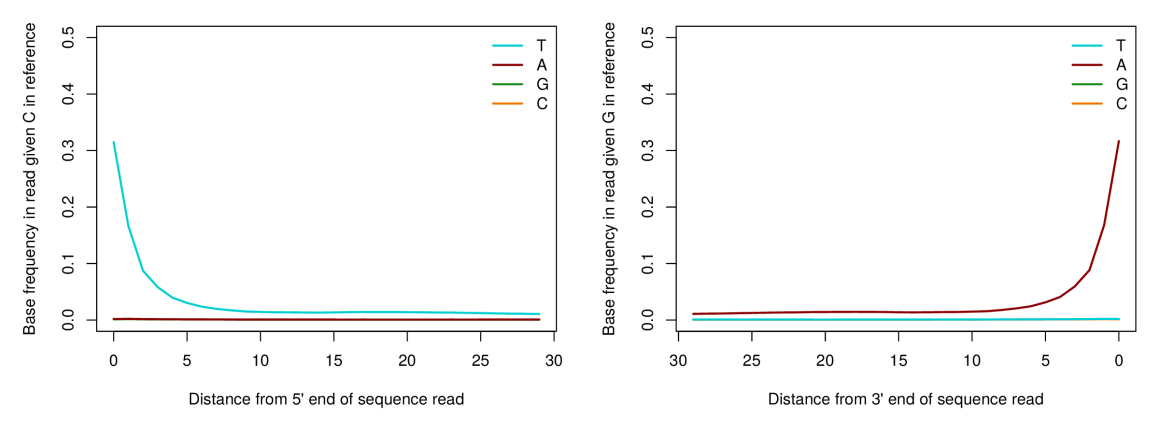 Base frequency in read given C in reference
0.5
0.4
0.3
0.2
0.1
0.0
T
A
G
C
0 5 10 15 20 25 30
Distance from 5' end of sequence read
Base frequency in read given G in reference
0.5
0.4
0.3
0.2
0.1
0.0
T
A
G
C
30 25 20 15 10 5 0
Distance from 3' end of sequence read